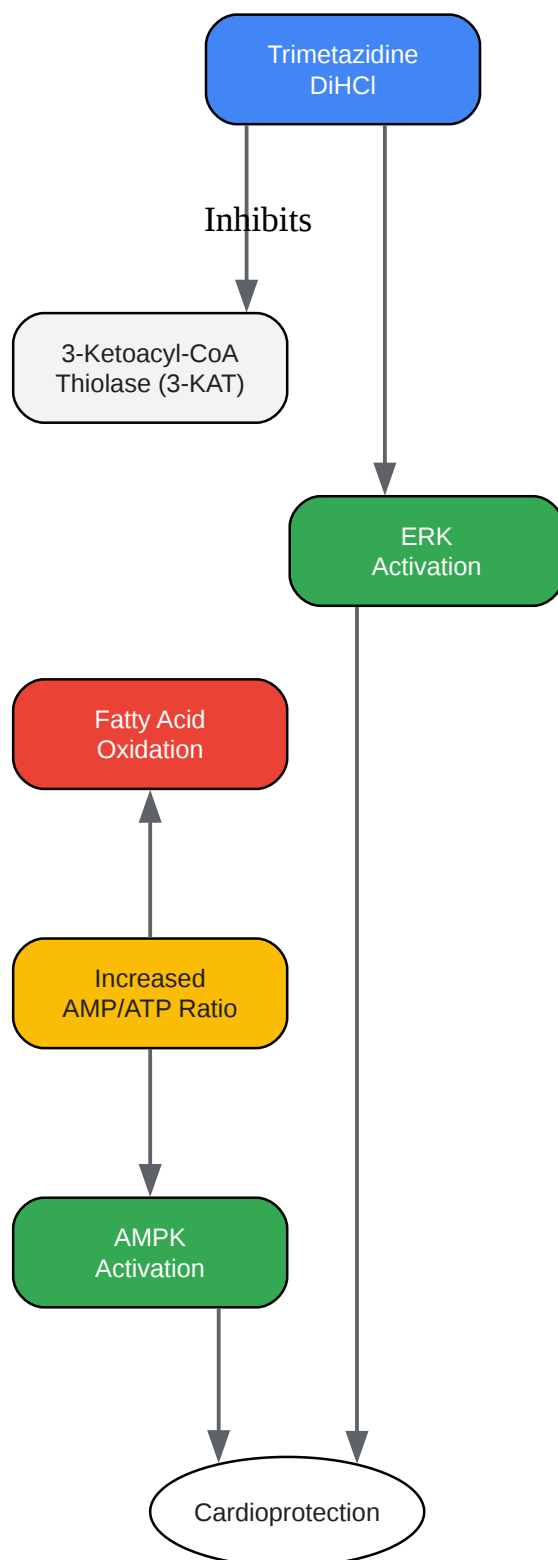 Trimetazidine
DiHCl
Inhibits
3-Ketoacyl-CoA
Thiolase (3-KAT)
ERK
Activation
Fatty Acid
Oxidation
Increased
AMP/ATP Ratio
AMPK
Activation
Cardioprotection